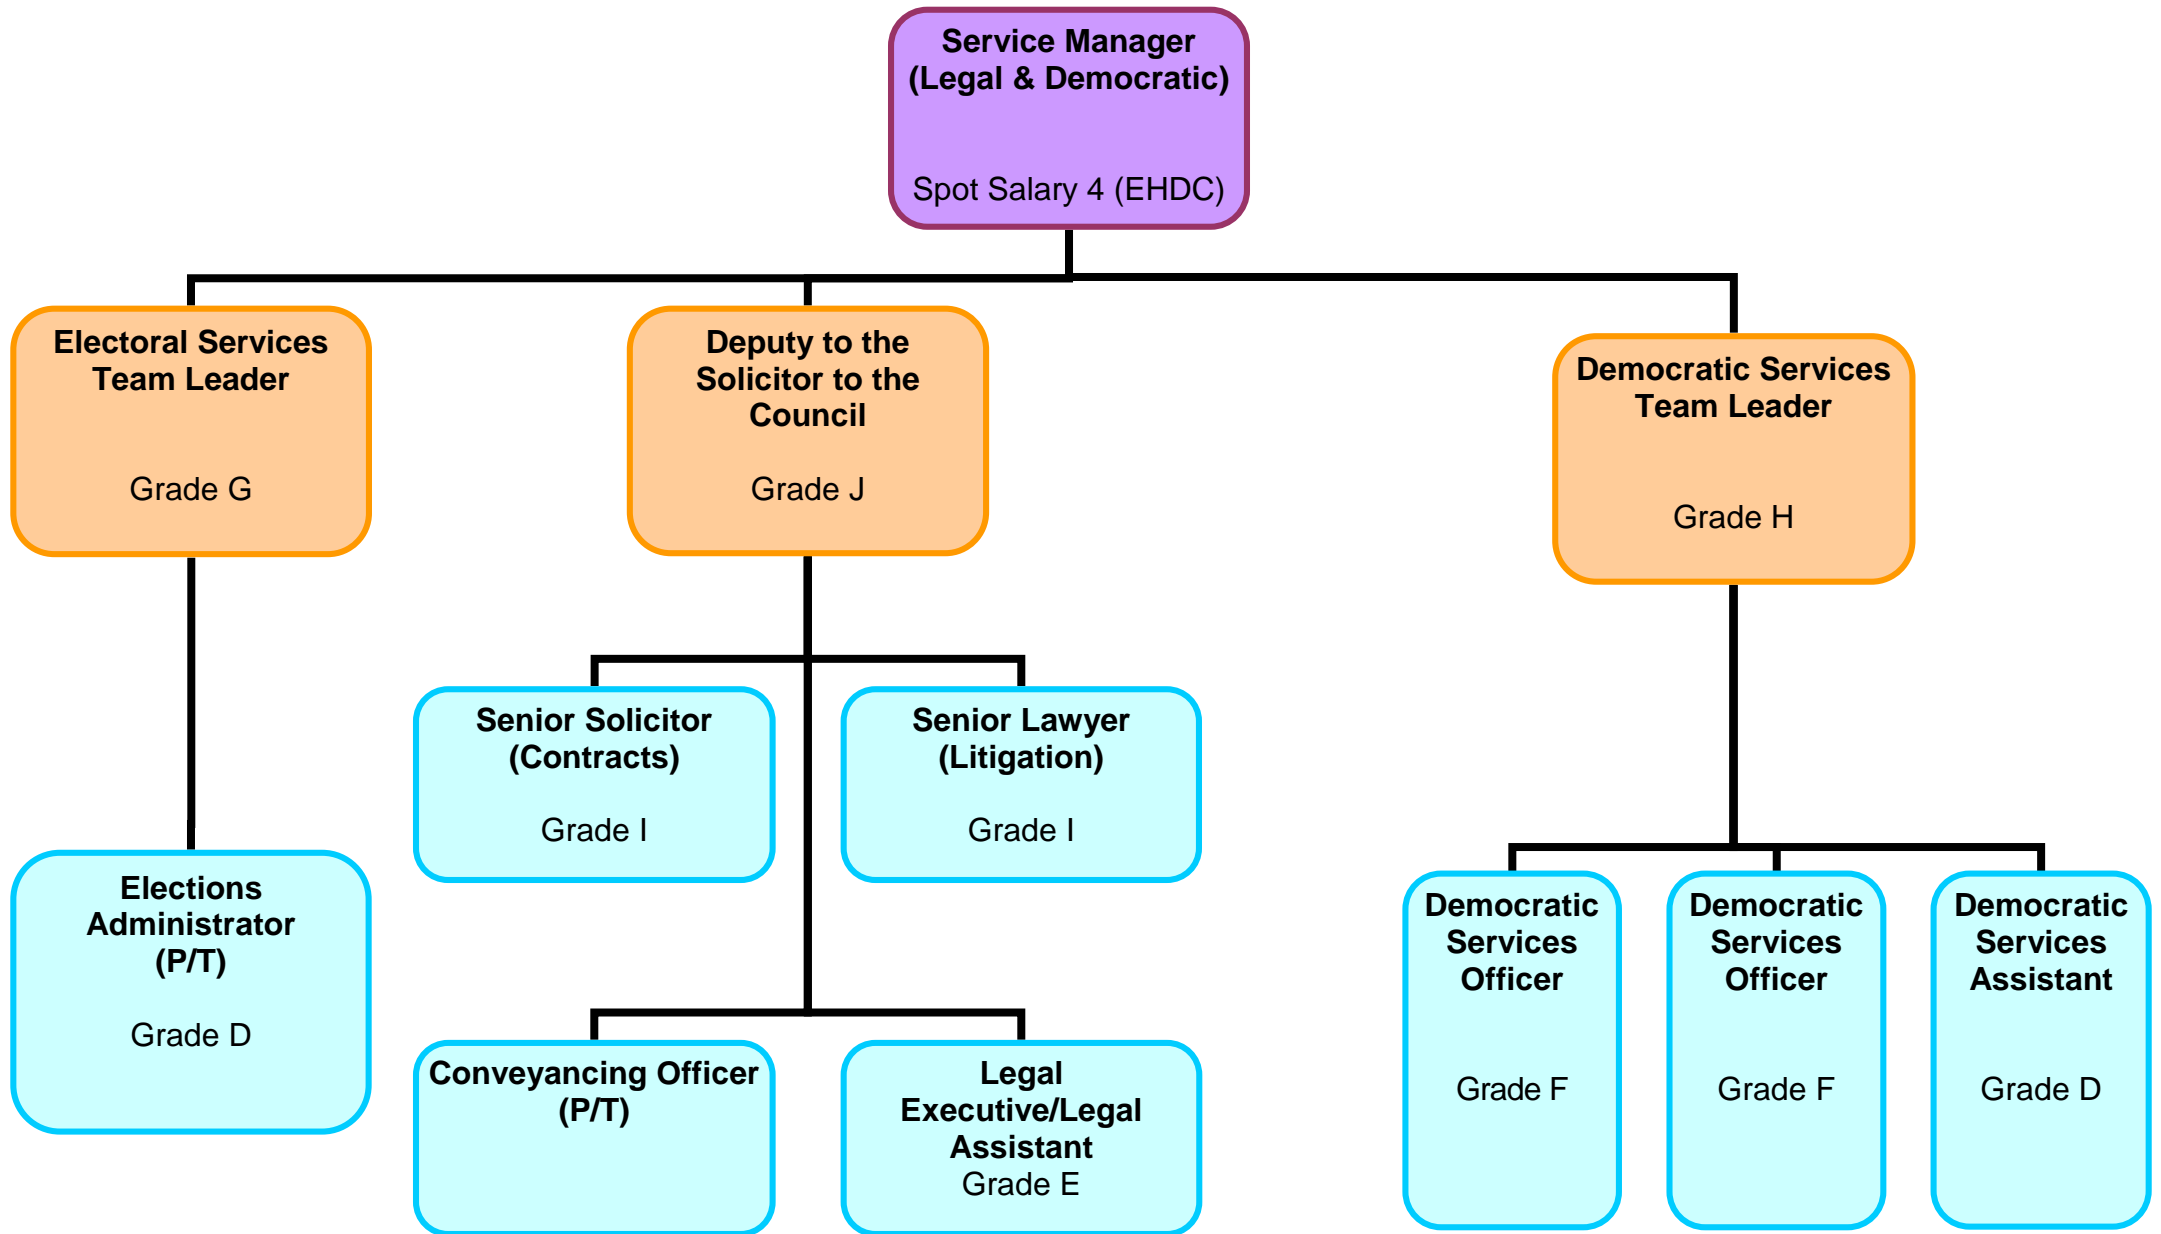 Service Manager
(Legal & Democratic)
Spot Salary 4 (EHDC)
Electoral Services
Team Leader
Grade G
Deputy to the
Solicitor to the
Council
Grade J
Democratic Services
Team Leader
Grade H
Senior Solicitor
(Contracts)
Grade I
Senior Lawyer
(Litigation)
Grade I
Elections
Administrator
(P/T)
Grade D
Conveyancing Officer
(P/T)
Legal
Executive/Legal
Assistant
Grade E
Democratic
Services
Officer
Grade F
Democratic
Services
Officer
Grade F
Democratic
Services
Assistant
Grade D